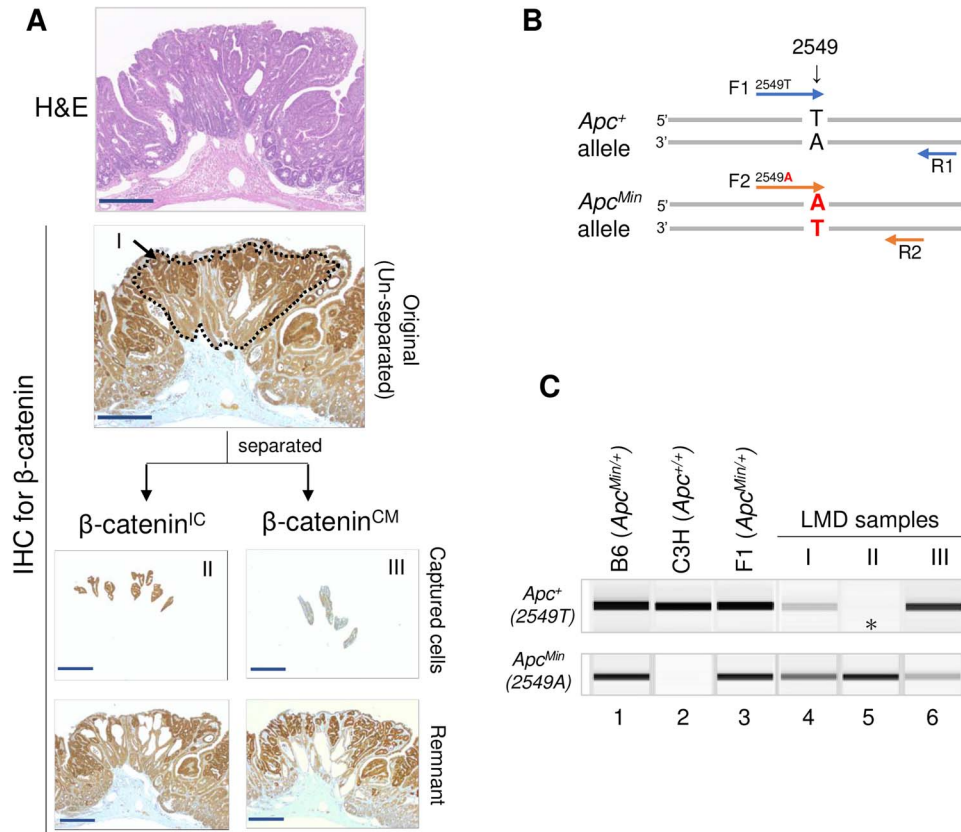 A
H&E
IHC for β-catenin
I
Original
(Un-separated)
separated
β-catenin^IC
β-catenin^CM
II
III
Captured cells
Remnant
B
2549
↓
F1 2549T
Apc⁺
allele
5'
T
3'
A
R1
F2 2549A
Apc^Min
allele
5'
A
3'
T
R2
C
B6 (Apc^Min/+)
C3H (Apc^+/+)
F1 (Apc^Min/+)
LMD samples
I II III
Apc⁺
(2549T)
*
Apc^Min
(2549A)
1 2 3 4 5 6